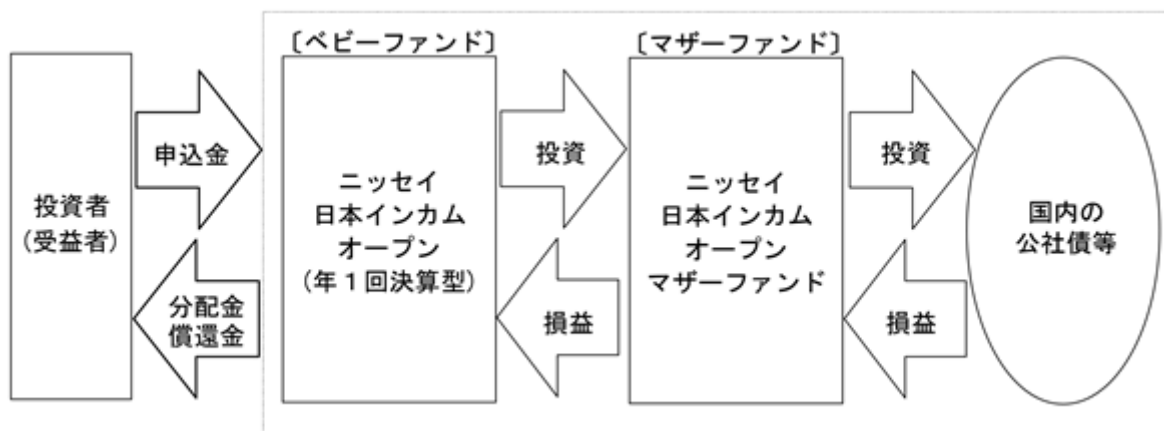 〔ベビーファンド〕
〔マザーファンド〕
投資者
(受益者)
申込金
分配金
償還金
ニッセイ
日本インカム
オープン
(年１回決算型)
投資
損益
ニッセイ
日本インカム
オープン
マザーファンド
投資
損益
国内の
公社債等